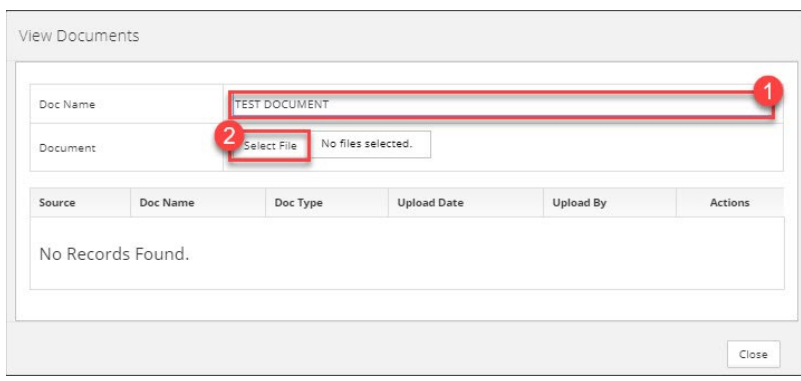 View Documents
Doc Name TEST DOCUMENT 1
Document 2 Select File No files selected.
Source Doc Name Doc Type Upload Date Upload By Actions
No Records Found.
Close